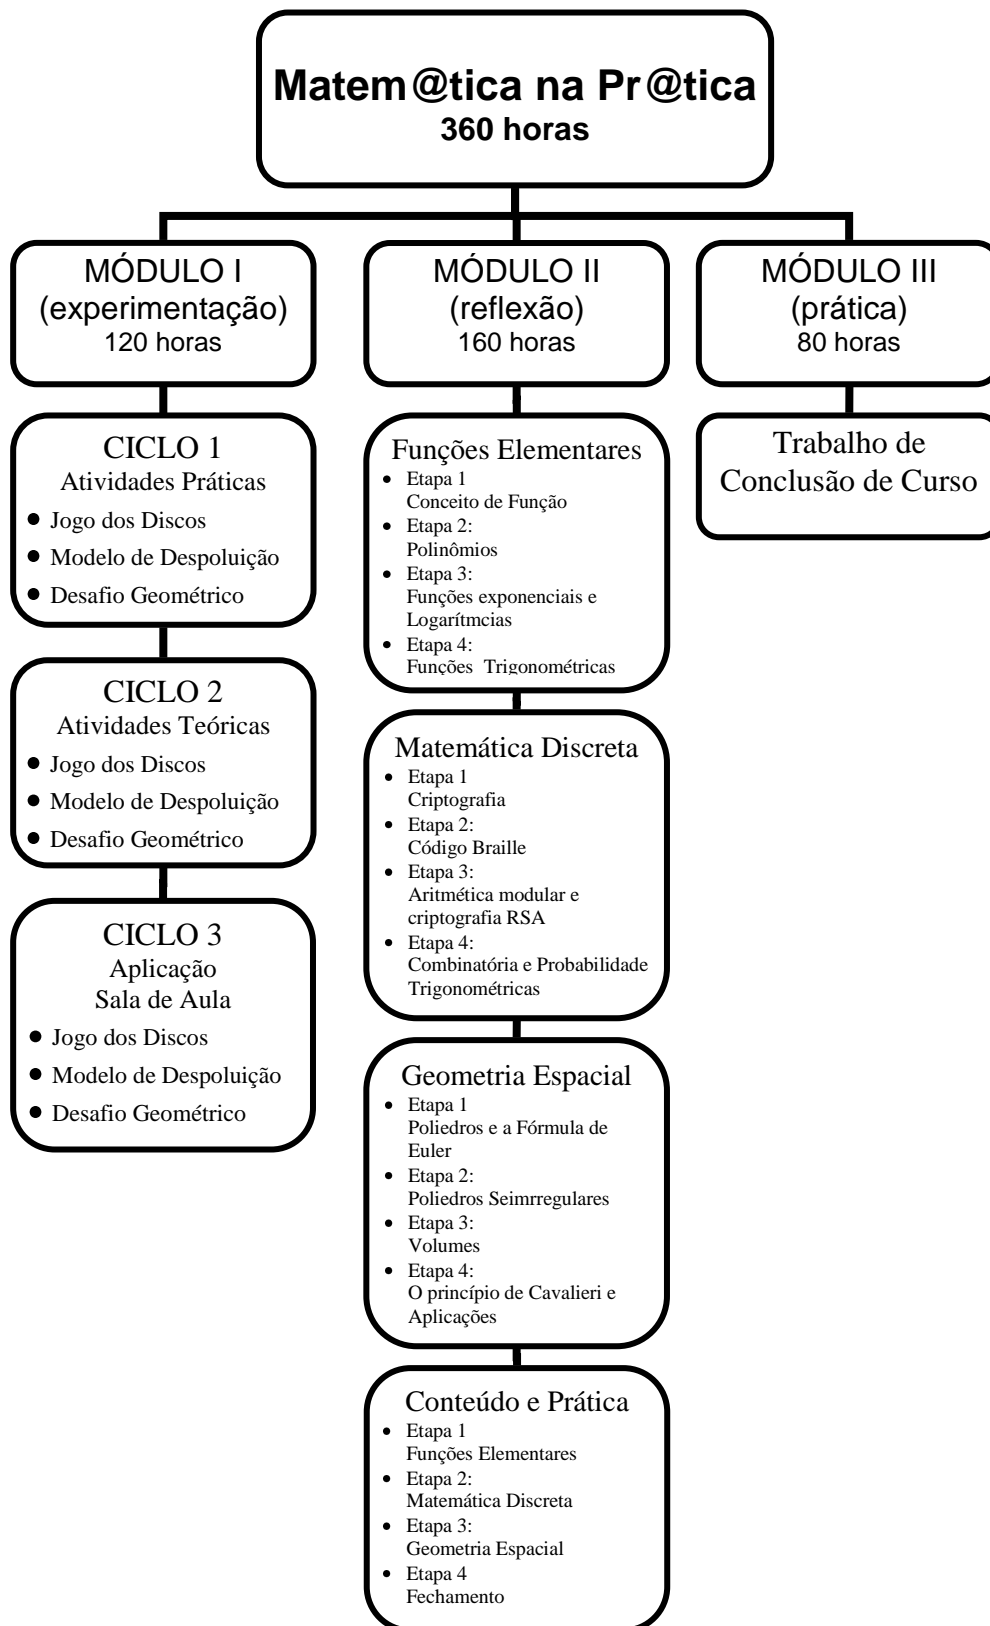 Matem@tica na Pr@tica
360 horas
MÓDULO I
(experimentação)
120 horas
CICLO 1
Atividades Práticas
● Jogo dos Discos
● Modelo de Despoluição
● Desafio Geométrico
CICLO 2
Atividades Teóricas
● Jogo dos Discos
● Modelo de Despoluição
● Desafio Geométrico
CICLO 3
Aplicação
Sala de Aula
● Jogo dos Discos
● Modelo de Despoluição
● Desafio Geométrico
MÓDULO II
(reflexão)
160 horas
Funções Elementares
• Etapa 1
Conceito de Função
• Etapa 2:
Polinômios
• Etapa 3:
Funções exponenciais e
Logarítmcias
• Etapa 4:
Funções Trigonométricas
Matemática Discreta
• Etapa 1
Criptografia
• Etapa 2:
Código Braille
• Etapa 3:
Aritmética modular e
criptografia RSA
• Etapa 4:
Combinatória e Probabilidade
Trigonométricas
Geometria Espacial
• Etapa 1
Poliedros e a Fórmula de
Euler
• Etapa 2:
Poliedros Seimrregulares
• Etapa 3:
Volumes
• Etapa 4:
O princípio de Cavalieri e
Aplicações
Conteúdo e Prática
• Etapa 1
Funções Elementares
• Etapa 2:
Matemática Discreta
• Etapa 3:
Geometria Espacial
• Etapa 4
Fechamento
MÓDULO III
(prática)
80 horas
Trabalho de
Conclusão de Curso